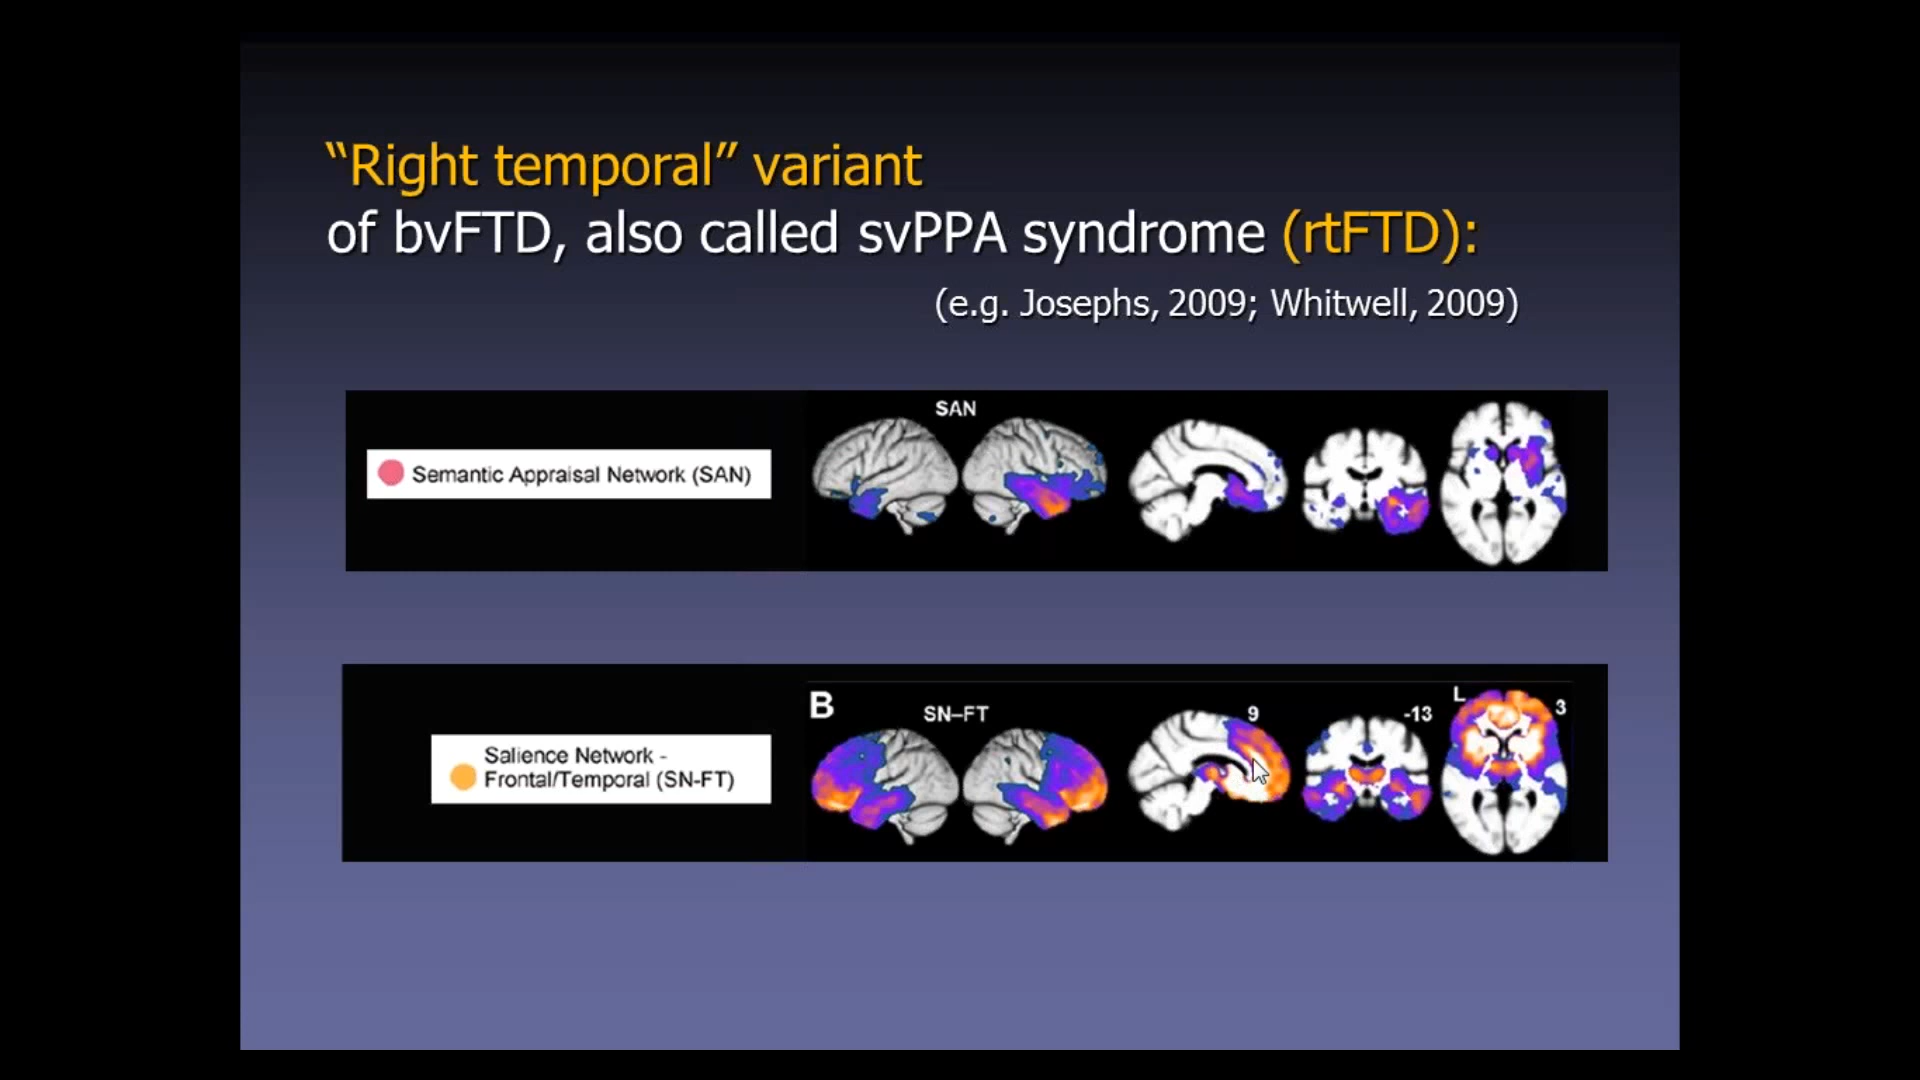 “Right temporal” variant
of bvFTD, also called svPPA syndrome (rtFTD):
(e.g. Josephs, 2009; Whitwell, 2009)
SAN
Semantic Appraisal Network (SAN)
B
SN–FT
9
-13
L
3
Salience Network -
Frontal/Temporal (SN-FT)